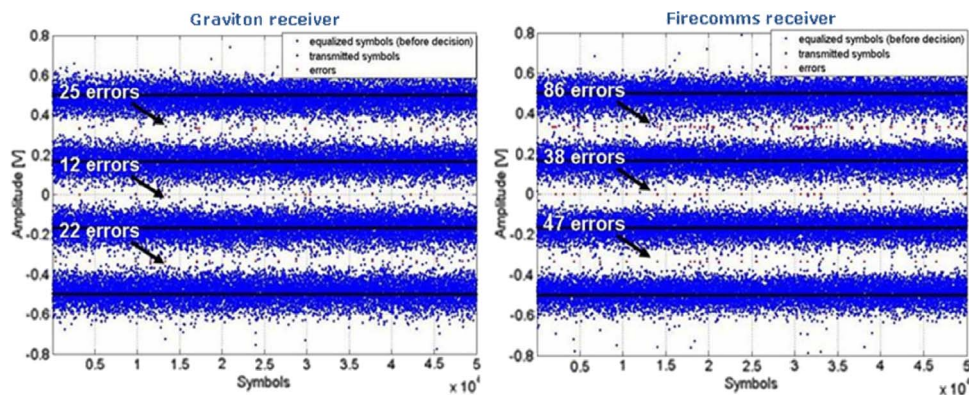 Graviton receiver
0.8
0.6
0.4
0.2
0
-0.2
-0.4
-0.6
-0.8
Amplitude [V]
equalized symbols (before decision)
transmitted symbols
errors
25 errors
12 errors
22 errors
0.5 1 1.5 2 2.5 3 3.5 4 4.5 5
Symbols
x 10⁴
Firecomms receiver
0.8
0.6
0.4
0.2
0
-0.2
-0.4
-0.6
-0.8
Amplitude [V]
equalized symbols (before decision)
transmitted symbols
errors
86 errors
38 errors
47 errors
0.5 1 1.5 2 2.5 3 3.5 4 4.5 5
Symbols
x 10⁴